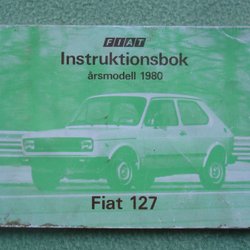 FIAT
Instruktionsbok
årsmodell 1980
Fiat 127